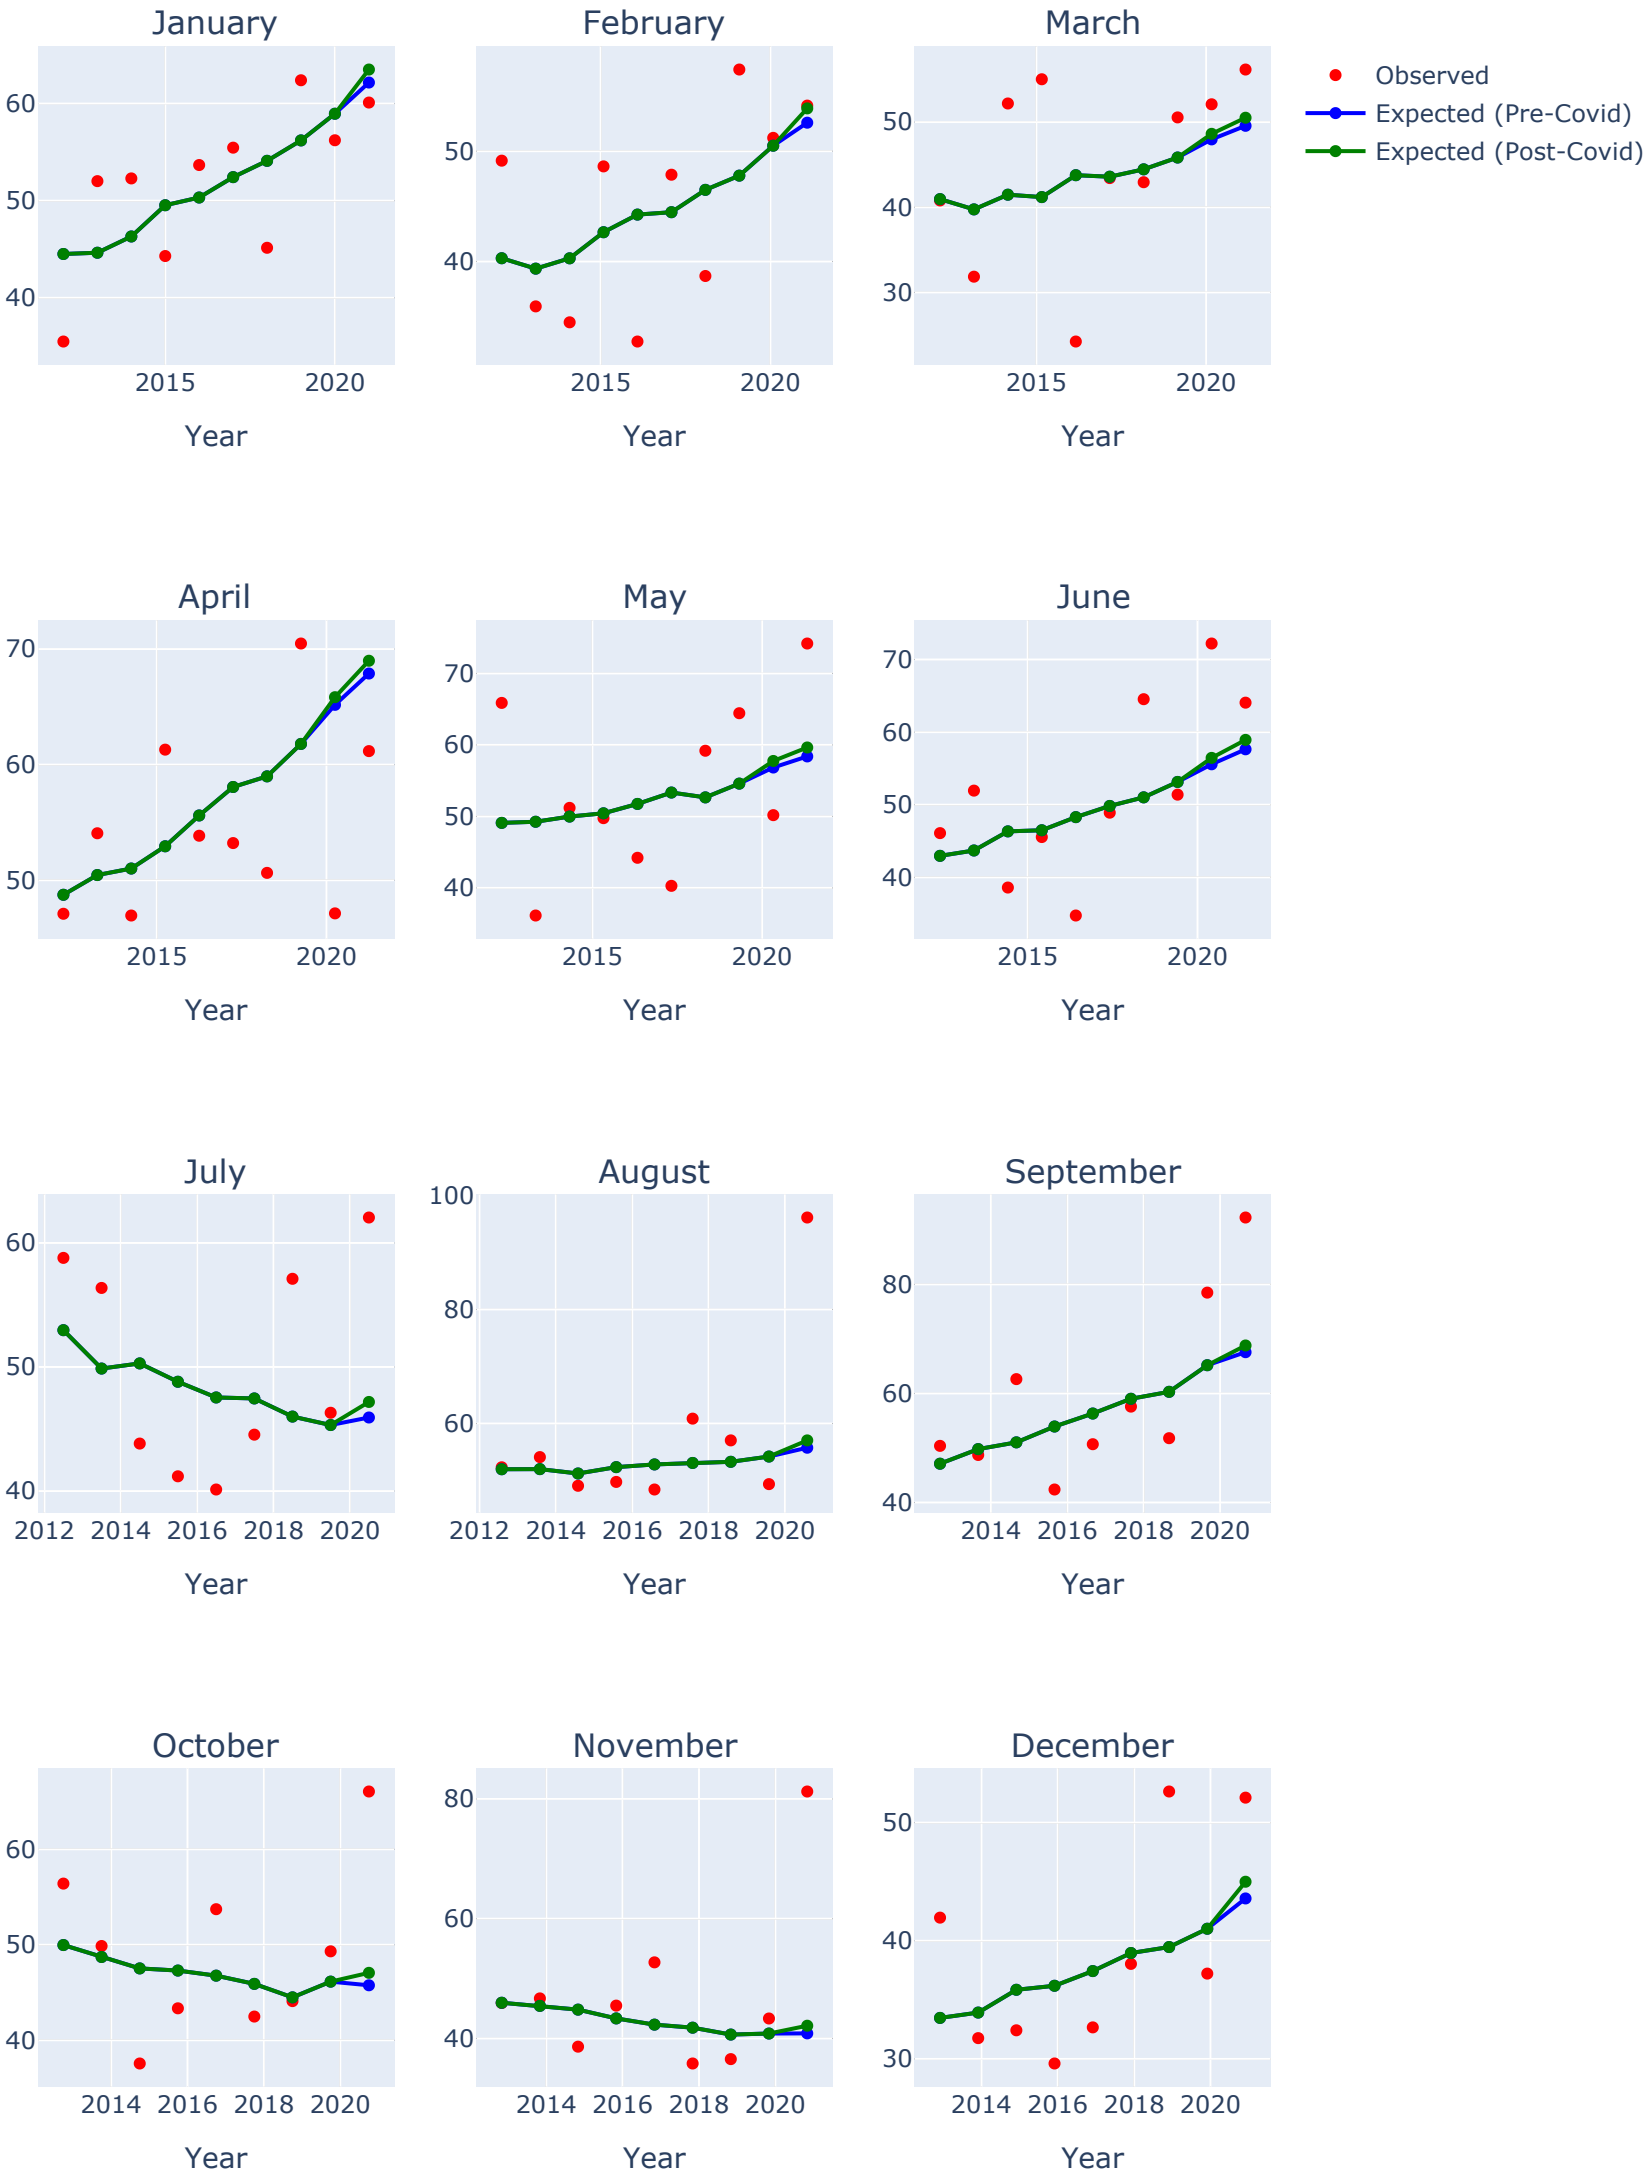 January February March
60
50
40
2015 2020
Year
50
40
2015 2020
Year
50
40
30
2015 2020
Year
Observed
Expected (Pre-Covid)
Expected (Post-Covid)
April May June
70
60
50
2015 2020
Year
70
60
50
40
2015 2020
Year
70
60
50
40
2015 2020
Year
July August September
60
50
40
2012 2014 2016 2018 2020
Year
100
80
60
2012 2014 2016 2018 2020
Year
80
60
40
2014 2016 2018 2020
Year
October November December
60
50
40
2014 2016 2018 2020
Year
80
60
40
2014 2016 2018 2020
Year
50
40
30
2014 2016 2018 2020
Year